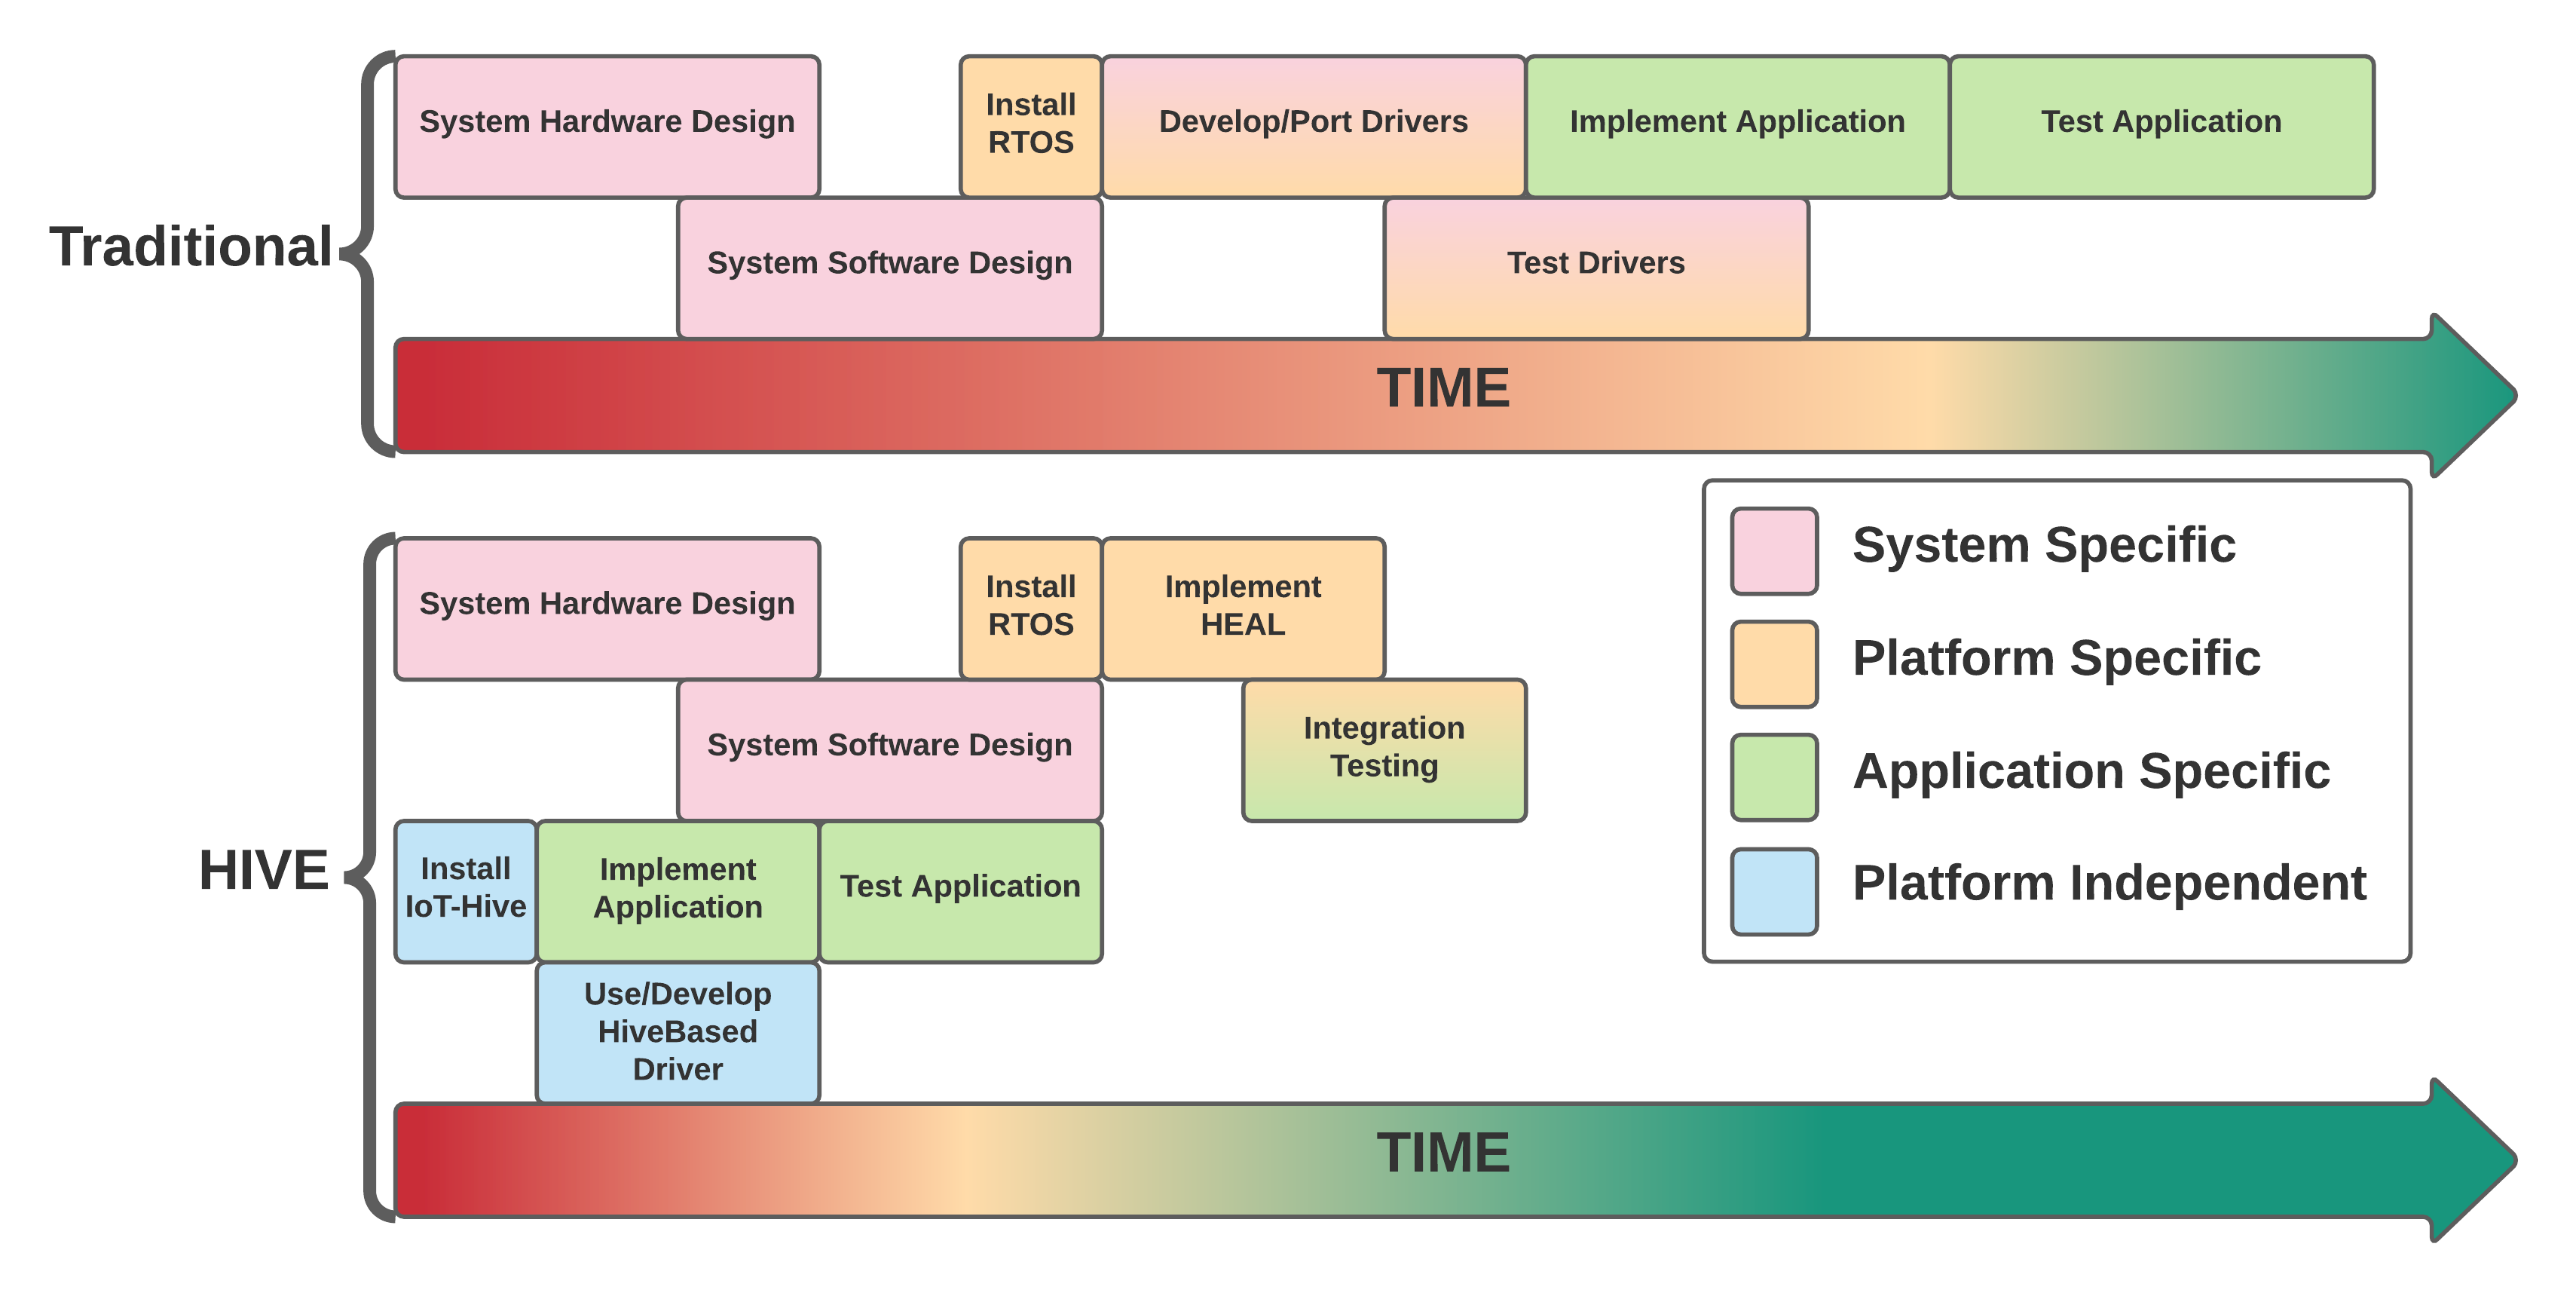 System Hardware Design
Install
RTOS
Develop/Port Drivers
Implement Application
Test Application
Traditional
System Software Design
Test Drivers
TIME
System Hardware Design
Install
RTOS
Implement
HEAL
System Software Design
Integration
Testing
HIVE
Install
IoT-Hive
Implement
Application
Test Application
Use/Develop
HiveBased
Driver
TIME
System Specific
Platform Specific
Application Specific
Platform Independent